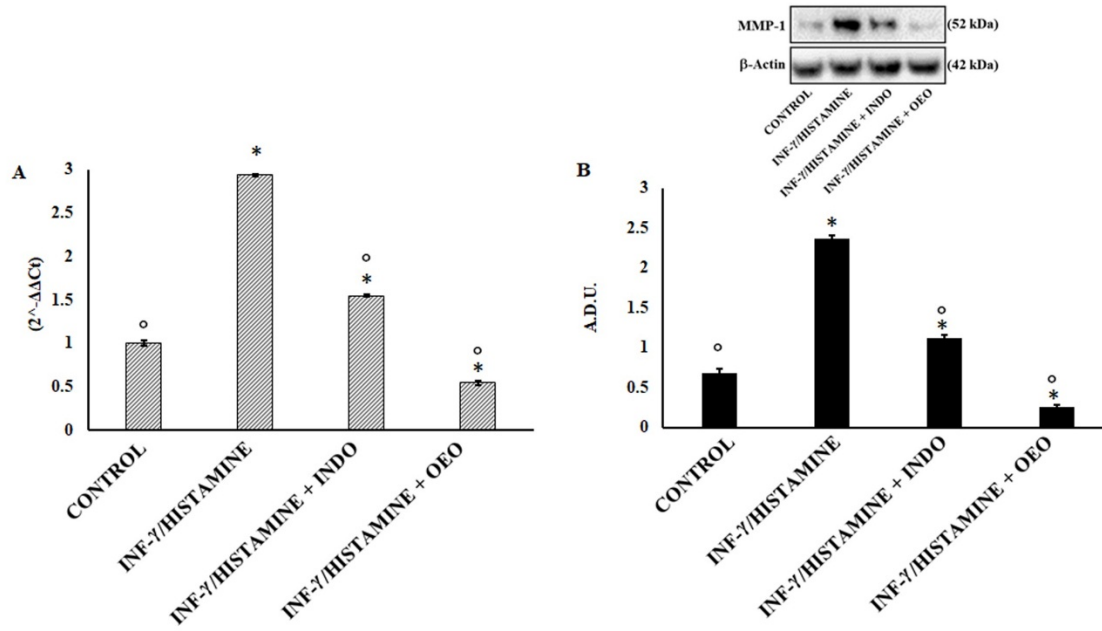 MMP-1 (52 kDa)
β-Actin (42 kDa)
CONTROL
INF-γ/HISTAMINE
INF-γ/HISTAMINE + INDO
INF-γ/HISTAMINE + OEO
A
(2^-ΔΔCt)
3
2.5
2
1.5
1
0.5
0
*
°
°
*
°
*
CONTROL
INF-γ/HISTAMINE
INF-γ/HISTAMINE + INDO
INF-γ/HISTAMINE + OEO
B
A.D.U.
3
2.5
2
1.5
1
0.5
0
*
°
°
*
°
*
CONTROL
INF-γ/HISTAMINE
INF-γ/HISTAMINE + INDO
INF-γ/HISTAMINE + OEO